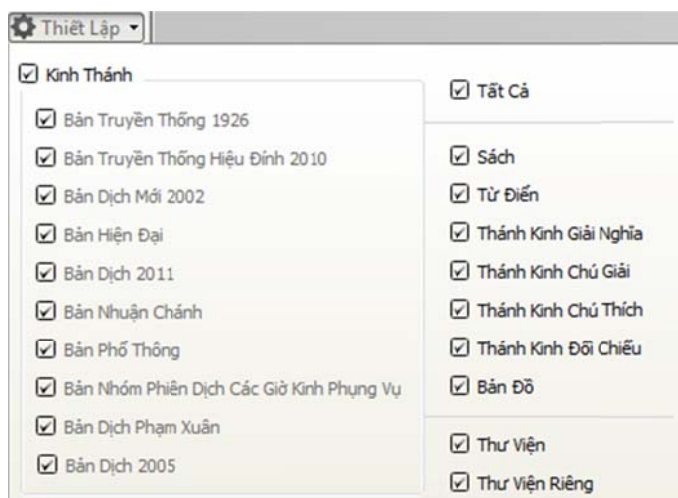 Thiết Lập
Kinh Thánh
Bản Truyền Thống 1926
Bản Truyền Thống Hiệu Đính 2010
Bản Dịch Mới 2002
Bản Hiện Đại
Bản Dịch 2011
Bản Nhuận Chánh
Bản Phổ Thông
Bản Nhóm Phiên Dịch Các Giờ Kinh Phụng Vụ
Bản Dịch Phạm Xuân
Bản Dịch 2005
Tất Cả
Sách
Từ Điển
Thánh Kinh Giải Nghĩa
Thánh Kinh Chú Giải
Thánh Kinh Chú Thích
Thánh Kinh Đối Chiếu
Bản Đồ
Thư Viện
Thư Viện Riêng